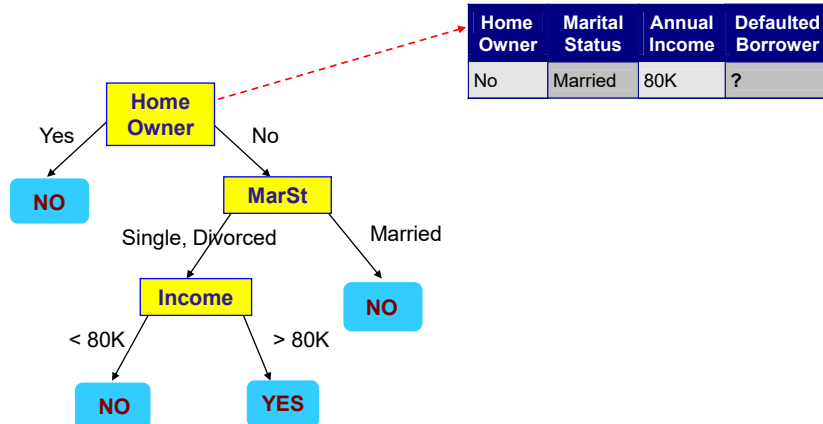 Home Marital Annual Defaulted
Owner Status Income Borrower
No Married 80K ?
Home
Owner
Yes No
NO
MarSt
Single, Divorced Married
Income
NO
< 80K > 80K
NO YES